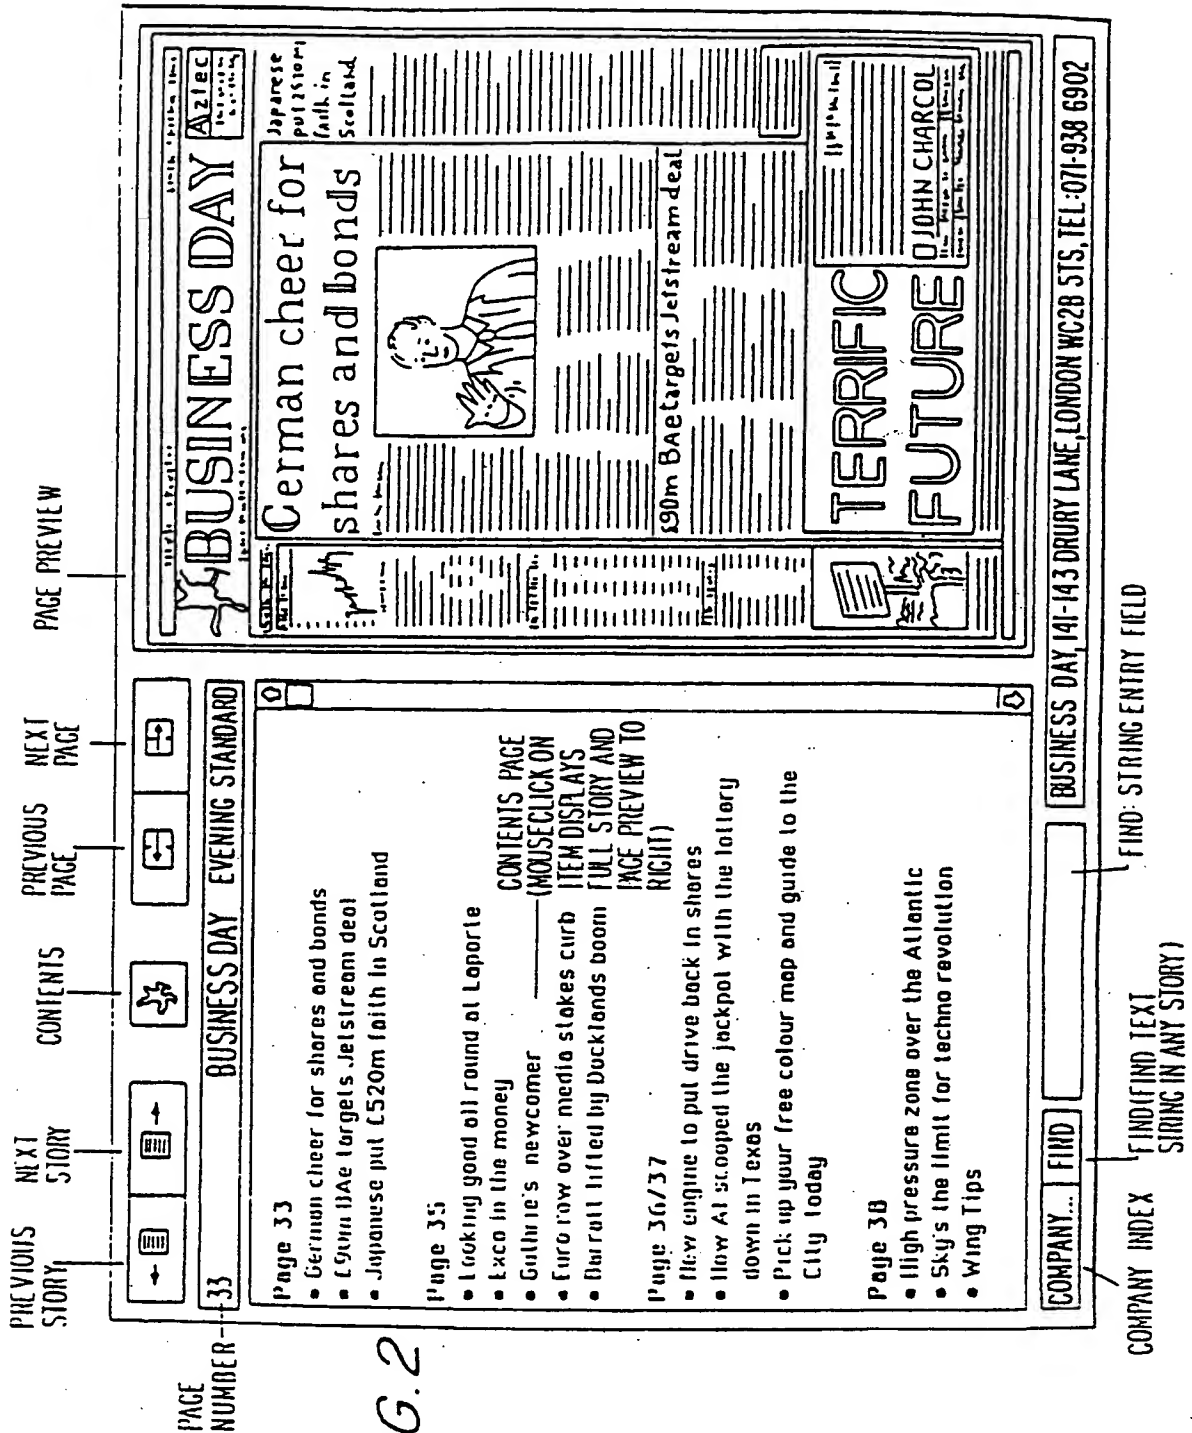 PREVIOUS
STORY
NEXT
STORY
CONTENTS
PREVIOUS
PAGE
NEXT
PAGE
PAGE PREVIEW
PAGE
NUMBER
33
BUSINESS DAY EVENING STANDARD
Page 33
• German cheer for shares and bonds
• £90m BAe targets Jetstream deal
• Japanese put £520m faith in Scotland
Page 35
• Looking good all round at Laporte
• Exco in the money
• Guthrie's newcomer
• Euro row over media stakes curb
• Barratt lifted by Docklands boom
CONTENTS PAGE
(MOUSECLICK ON
ITEM DISPLAYS
FULL STORY AND
PAGE PREVIEW TO
RIGHT)
Page 36/37
• New engine to put drive back in shares
• How AI scooped the jackpot with the lottery
down in Texas
• Pick up your free colour map and guide to the
City today
Page 38
• High pressure zone over the Atlantic
• Sky's the limit for techno revolution
• Wing Tips
BUSINESS DAY
Aztec
Cerman cheer for
shares and bonds
Japanese
put £520m
faith in
Scotland
£90m BAe targets Jetstream deal
TERRIFIC
FUTURE
JOHN CHARCOL
COMPANY...
FIND
BUSINESS DAY, 141-143 DRURY LANE, LONDON WC2B 5TS, TEL: 071-938 6902
COMPANY INDEX
FIND(FIND TEXT
STRING IN ANY STORY)
FIND: STRING ENTRY FIELD
G.2